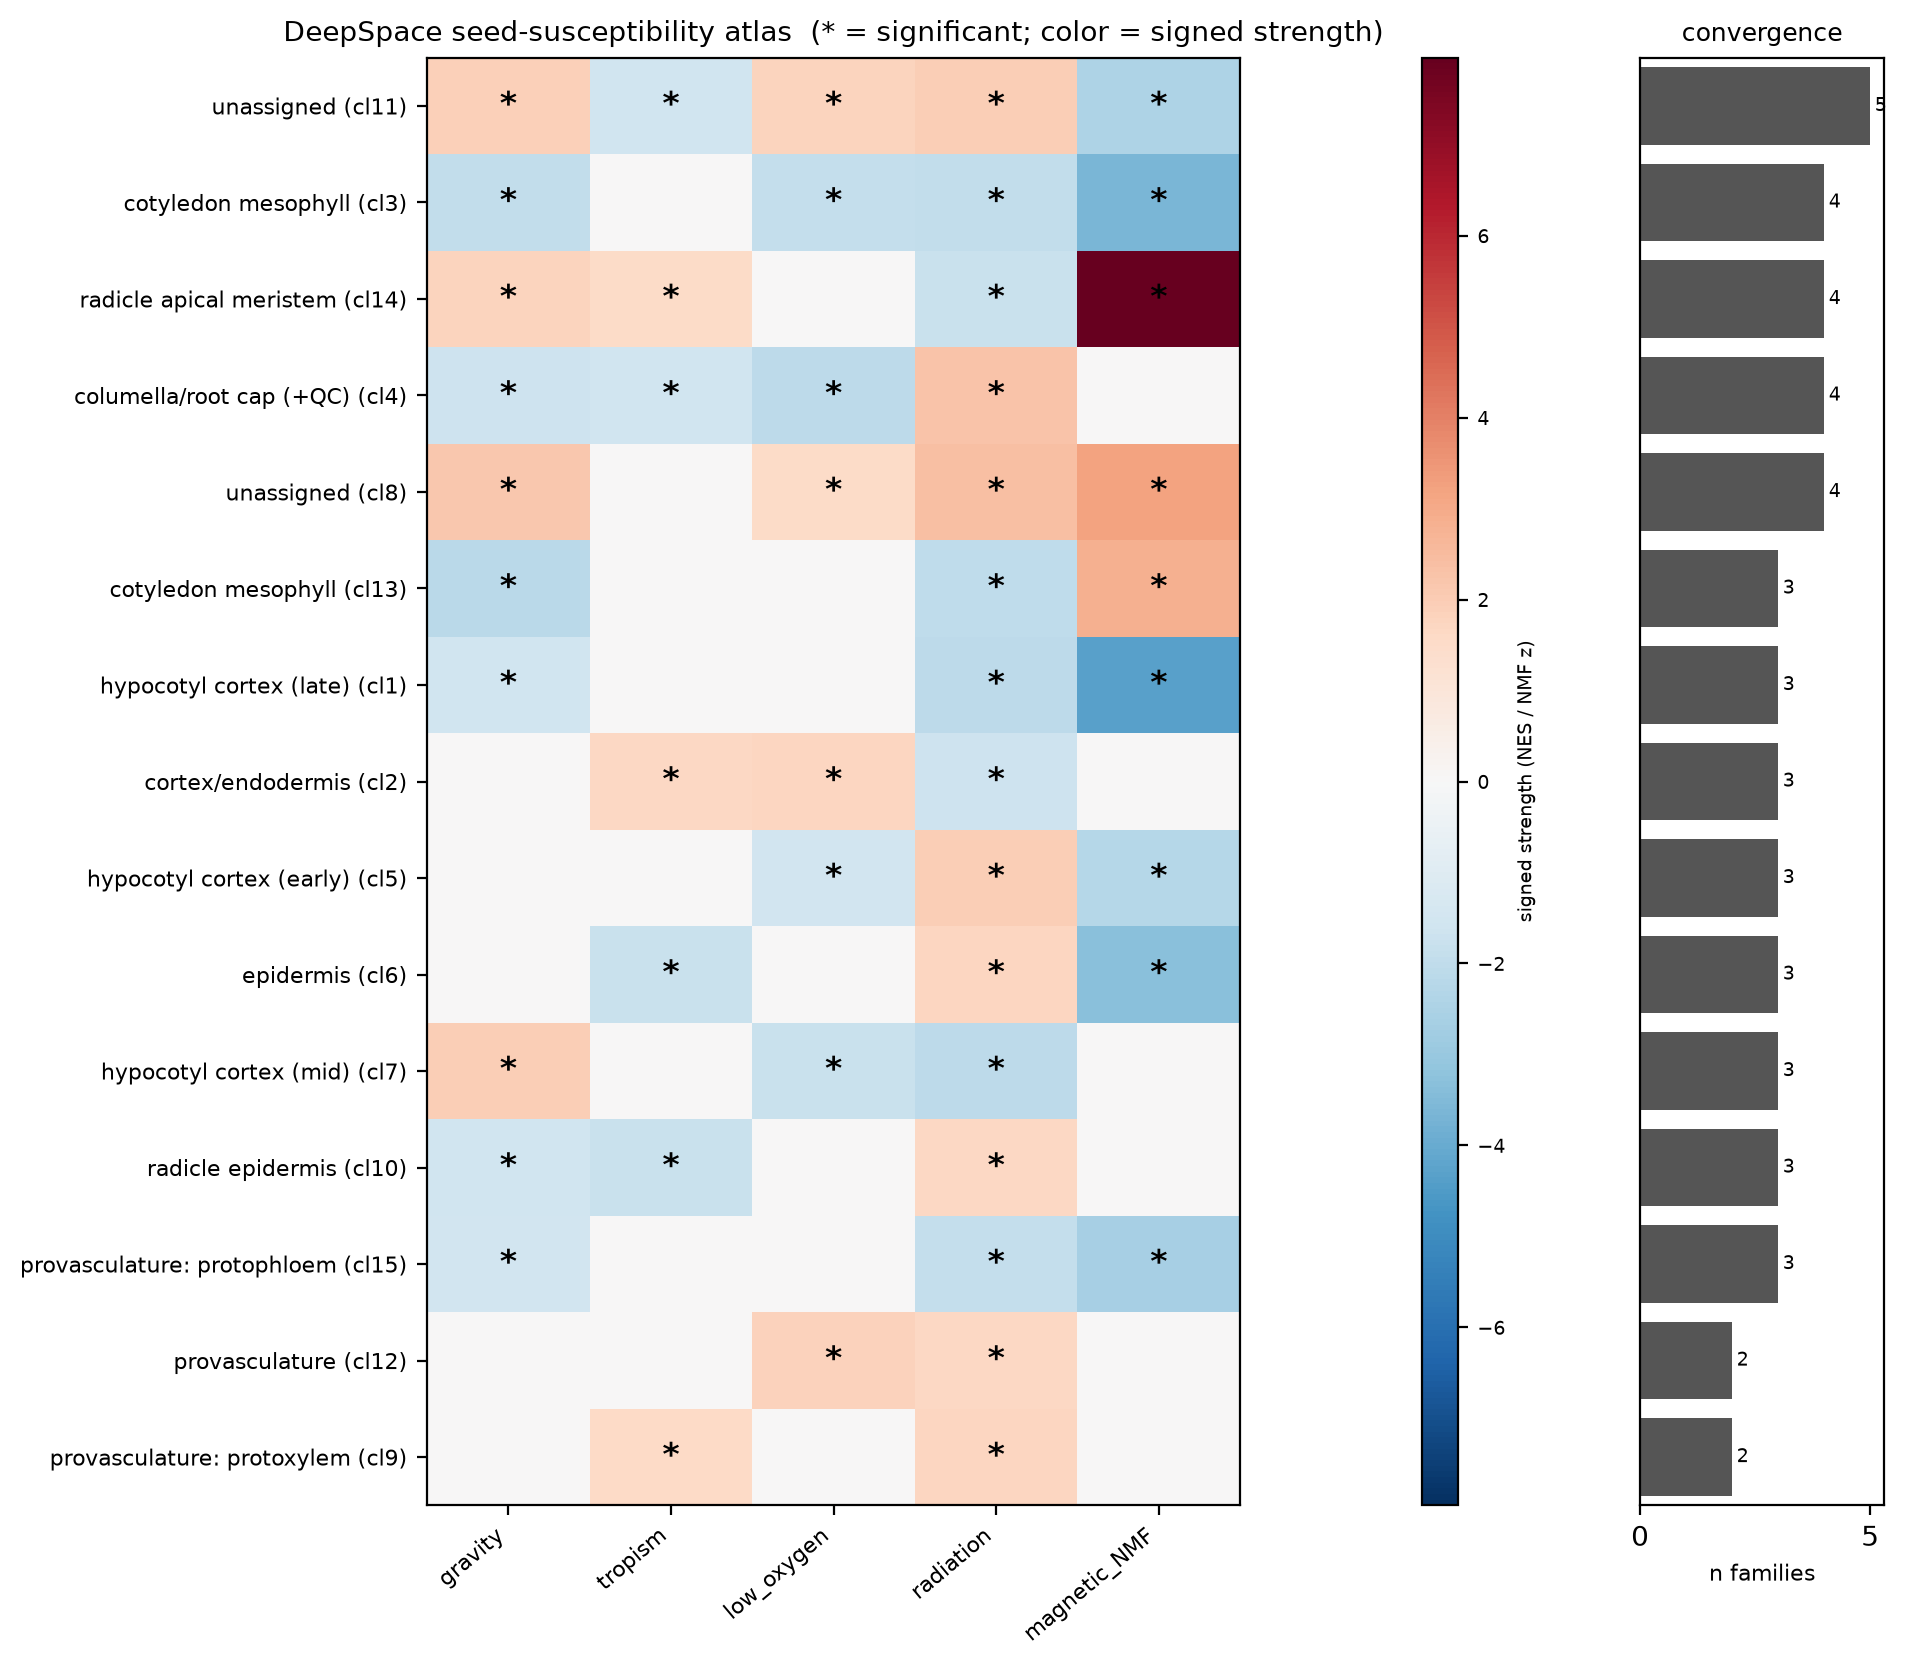 DeepSpace seed-susceptibility atlas (* = significant; color = signed strength)
convergence
unassigned (cl11)
* * * * *
5
cotyledon mesophyll (cl3)
* * * *
4
radicle apical meristem (cl14)
* * * *
4
columella/root cap (+QC) (cl4)
* * * *
4
unassigned (cl8)
* * * *
4
cotyledon mesophyll (cl13)
* * *
3
hypocotyl cortex (late) (cl1)
* * *
3
cortex/endodermis (cl2)
* * *
3
hypocotyl cortex (early) (cl5)
* * *
3
epidermis (cl6)
* * *
3
hypocotyl cortex (mid) (cl7)
* * *
3
radicle epidermis (cl10)
* * *
3
provasculature: protophloem (cl15)
* * *
3
provasculature (cl12)
* *
2
provasculature: protoxylem (cl9)
* *
2
gravity
tropism
low_oxygen
radiation
magnetic_NMF
6
4
2
0
−2
−4
−6
signed strength (NES / NMF z)
0 5
n families